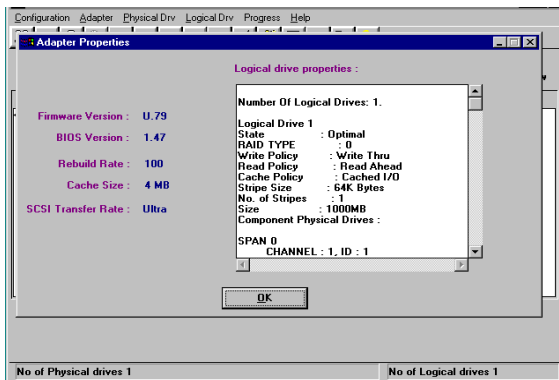 Configuration Adapter Physical Drv Logical Drv Progress Help
Adapter Properties
Logical drive properties :
Firmware Version : U.79
BIOS Version : 1.47
Rebuild Rate : 100
Cache Size : 4 MB
SCSI Transfer Rate : Ultra
Number Of Logical Drives: 1.
Logical Drive 1
State : Optimal
RAID TYPE : 0
Write Policy : Write Thru
Read Policy : Read Ahead
Cache Policy : Cached I/O
Stripe Size : 64K Bytes
No. of Stripes : 1
Size : 1000MB
Component Physical Drives :
SPAN 0
CHANNEL : 1, ID : 1
OK
No of Physical drives 1
No of Logical drives 1